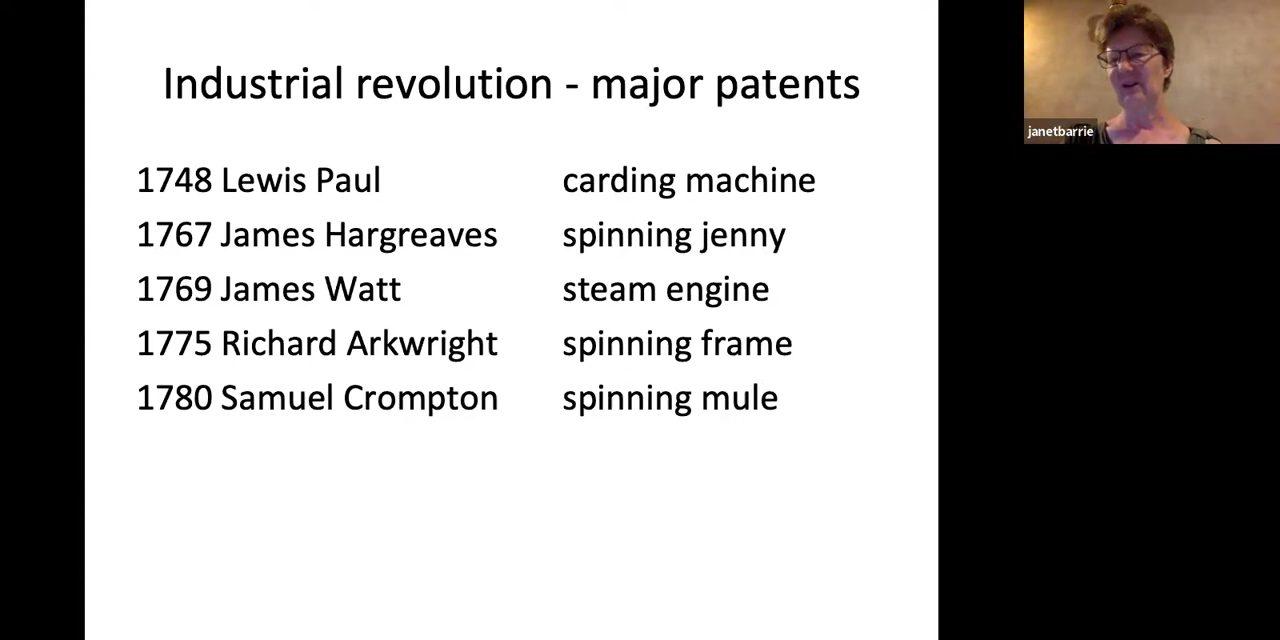 Industrial revolution - major patents
1748 Lewis Paul carding machine
1767 James Hargreaves spinning jenny
1769 James Watt steam engine
1775 Richard Arkwright spinning frame
1780 Samuel Crompton spinning mule
janetbarrie